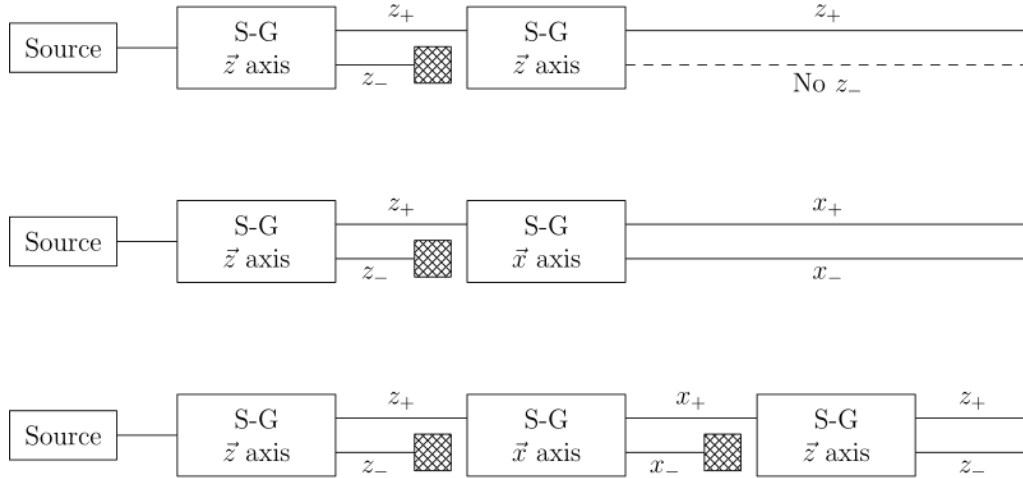 z₊ z₊
Source S-G S-G
z⃗ axis z⃗ axis
z₋ No z₋
z₊ x₊
Source S-G S-G
z⃗ axis x⃗ axis
z₋ x₋
z₊ x₊ z₊
Source S-G S-G S-G
z⃗ axis x⃗ axis z⃗ axis
z₋ x₋ z₋